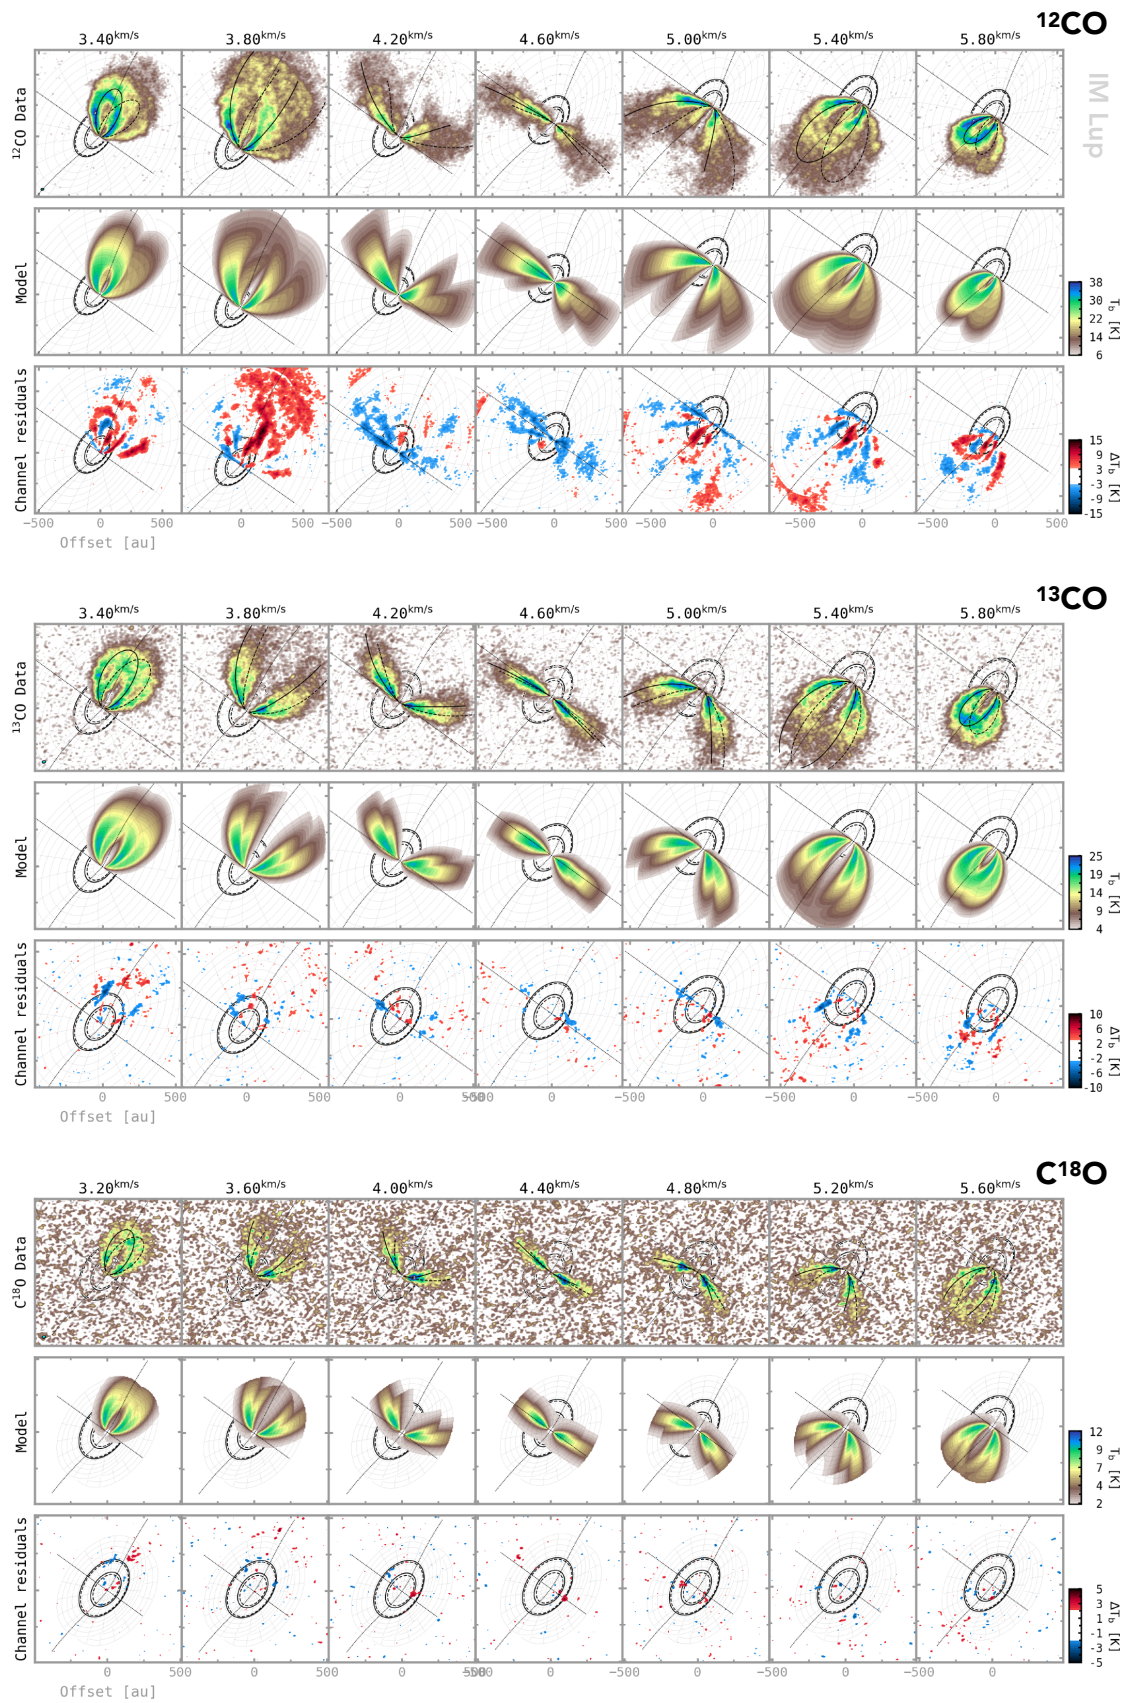 ¹²CO
3.40km/s 3.80km/s 4.20km/s 4.60km/s 5.00km/s 5.40km/s 5.80km/s
IM Lup
¹²CO Data
Model
38
30
22
14
6
T_b [K]
Channel residuals
15
9
3
-3
-9
-15
ΔT_b [K]
−500 0 500 0 −500 0 500 −500 0 −500 0 −500 0 −500 0 500
Offset [au]
¹³CO
3.40km/s 3.80km/s 4.20km/s 4.60km/s 5.00km/s 5.40km/s 5.80km/s
¹³CO Data
Model
25
19
14
9
4
T_b [K]
Channel residuals
10
6
2
-2
-6
-10
ΔT_b [K]
0 500 0 500 0 −500 0 −500 0 −500 0 −500 0
Offset [au]
C¹⁸O
3.20km/s 3.60km/s 4.00km/s 4.40km/s 4.80km/s 5.20km/s 5.60km/s
C¹⁸O Data
Model
12
9
7
4
2
T_b [K]
Channel residuals
5
3
1
-1
-3
-5
ΔT_b [K]
0 500 0 500 0 −500 0 −500 0 −500 0 −500 0
Offset [au]